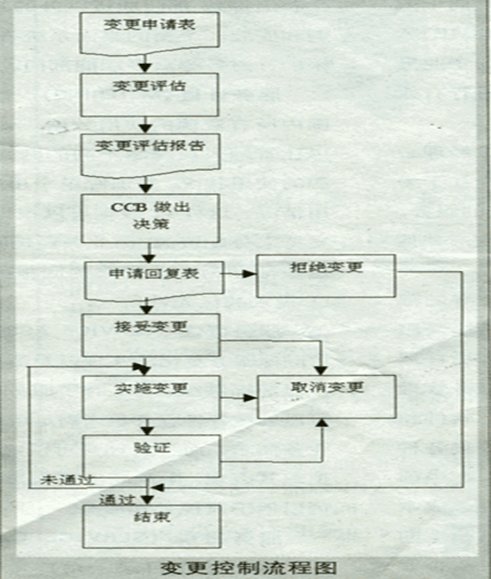 变更申请表
变更评估
变更评估报告
CCB 做出
决策
申请回复表
拒绝变更
接受变更
实施变更
取消变更
验证
未通过
通过
结束
变更控制流程图